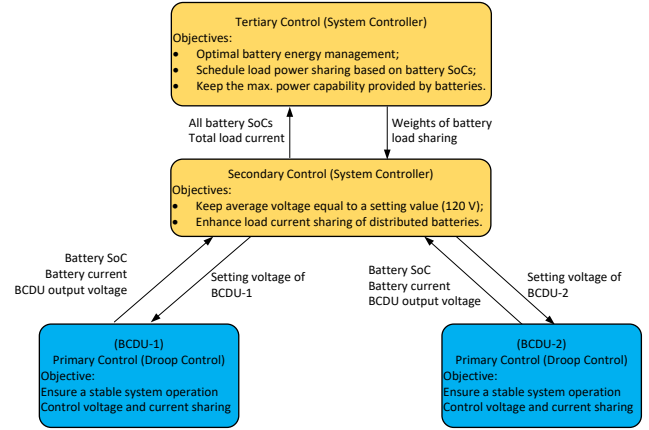 Tertiary Control (System Controller)
Objectives:
• Optimal battery energy management;
• Schedule load power sharing based on battery SoCs;
• Keep the max. power capability provided by batteries.
All battery SoCs
Total load current
Weights of battery
load sharing
Secondary Control (System Controller)
Objectives:
• Keep average voltage equal to a setting value (120 V);
• Enhance load current sharing of distributed batteries.
Battery SoC
Battery current
BCDU output voltage
Setting voltage of
BCDU-1
Battery SoC
Battery current
BCDU output voltage
Setting voltage of
BCDU-2
(BCDU-1)
Primary Control (Droop Control)
Objective:
Ensure a stable system operation
Control voltage and current sharing
(BCDU-2)
Primary Control (Droop Control)
Objective:
Ensure a stable system operation
Control voltage and current sharing